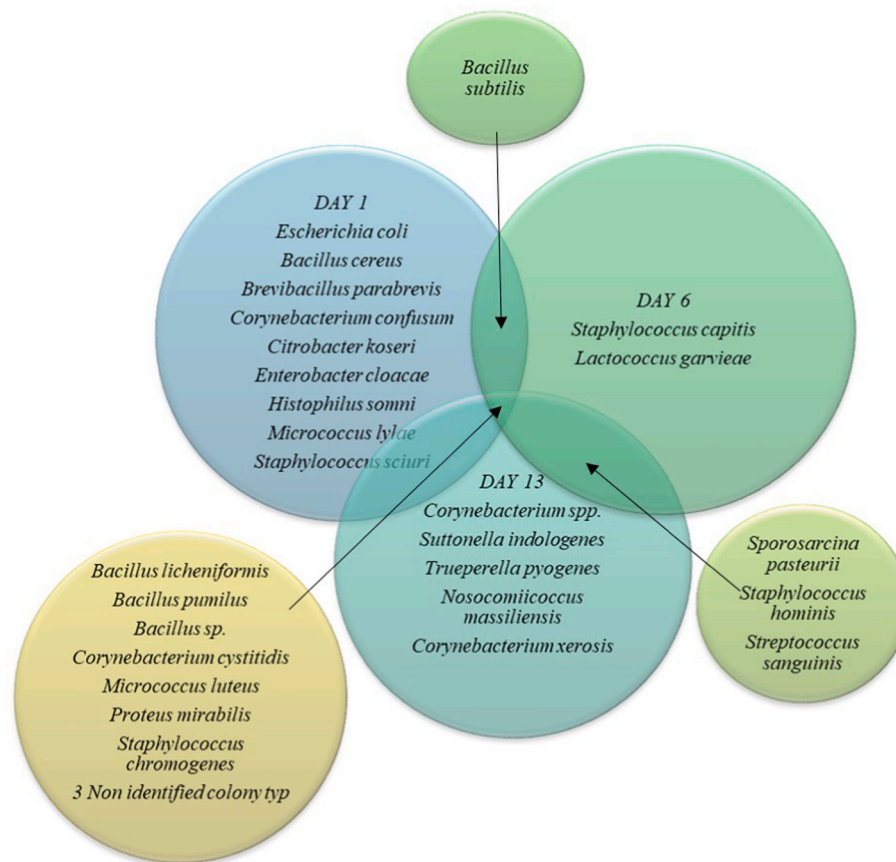 Bacillus
subtilis
DAY 1
Escherichia coli
Bacillus cereus
Brevibacillus parabrevis
Corynebacterium confusum
Citrobacter koseri
Enterobacter cloacae
Histophilus somni
Micrococcus lylae
Staphylococcus sciuri
DAY 6
Staphylococcus capitis
Lactococcus garvieae
DAY 13
Corynebacterium spp.
Suttonella indologenes
Trueperella pyogenes
Nosocomiicoccus
massiliensis
Corynebacterium xerosis
Bacillus licheniformis
Bacillus pumilus
Bacillus sp.
Corynebacterium cystitidis
Micrococcus luteus
Proteus mirabilis
Staphylococcus
chromogenes
3 Non identified colony typ
Sporosarcina
pasteurii
Staphylococcus
hominis
Streptococcus
sanguinis